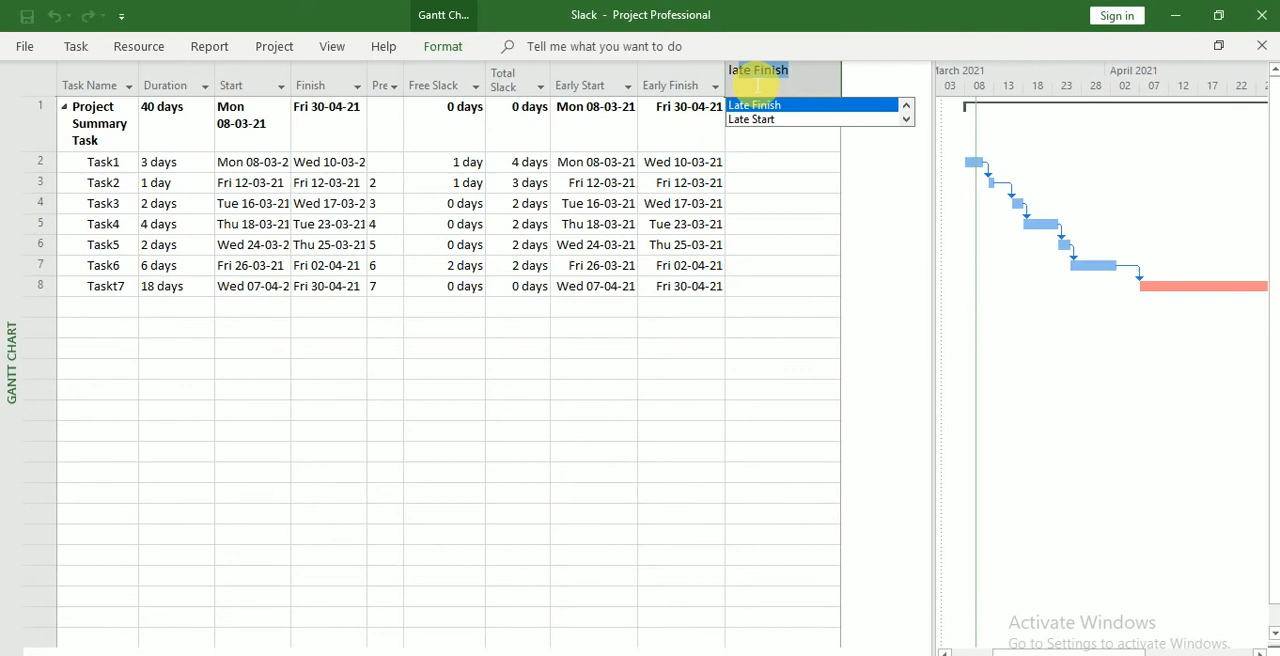 Gantt Ch... Slack - Project Professional Sign in
File Task Resource Report Project View Help Format Tell me what you want to do
Task Name Duration Start Finish Pre Free Slack Total Slack Early Start Early Finish late Finish
Late Finish
Late Start
arch 2021 April 2021
03 08 13 18 23 28 02 07 12 17 22
1 Project Summary Task 40 days Mon 08-03-21 Fri 30-04-21 0 days 0 days Mon 08-03-21 Fri 30-04-21
2 Task1 3 days Mon 08-03-2 Wed 10-03-2 1 day 4 days Mon 08-03-21 Wed 10-03-21
3 Task2 1 day Fri 12-03-21 Fri 12-03-21 2 1 day 3 days Fri 12-03-21 Fri 12-03-21
4 Task3 2 days Tue 16-03-21 Wed 17-03-2 3 0 days 2 days Tue 16-03-21 Wed 17-03-21
5 Task4 4 days Thu 18-03-21 Tue 23-03-21 4 0 days 2 days Thu 18-03-21 Tue 23-03-21
6 Task5 2 days Wed 24-03-2 Thu 25-03-21 5 0 days 2 days Wed 24-03-21 Thu 25-03-21
7 Task6 6 days Fri 26-03-21 Fri 02-04-21 6 2 days 2 days Fri 26-03-21 Fri 02-04-21
8 Taskt7 18 days Wed 07-04-2 Fri 30-04-21 7 0 days 0 days Wed 07-04-21 Fri 30-04-21
GANTT CHART
Activate Windows
Go to Settings to activate Windows.